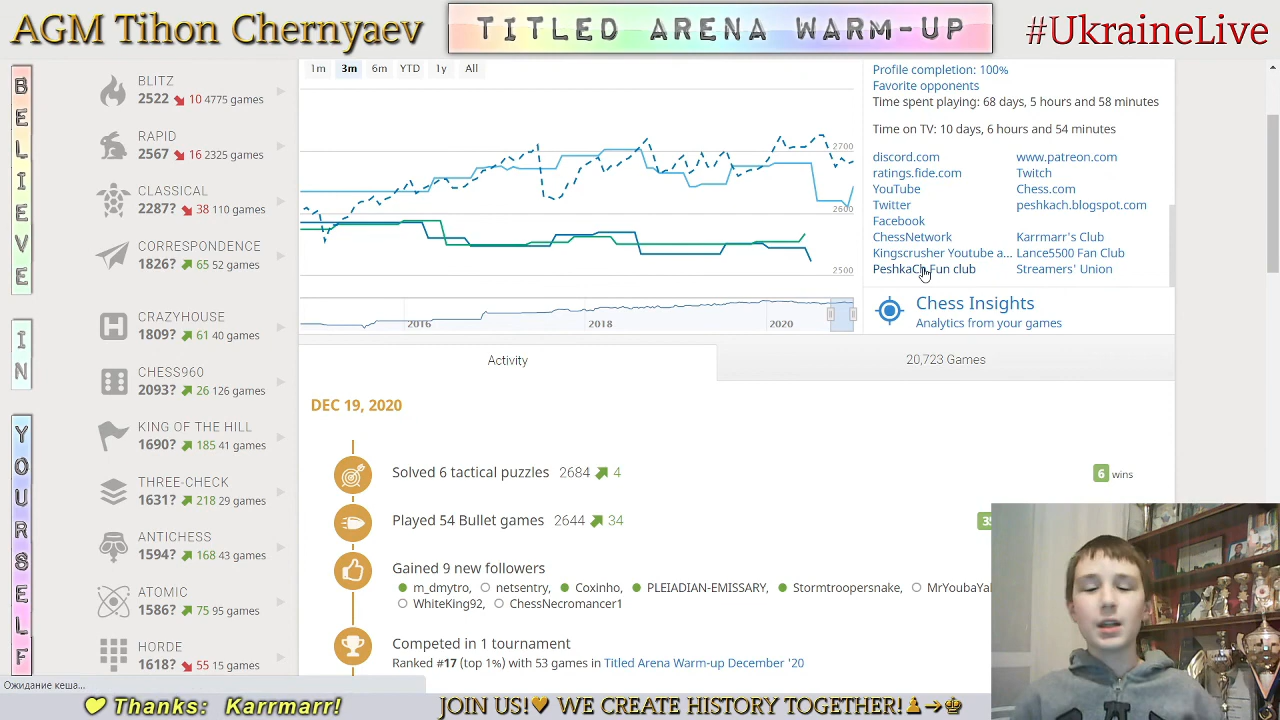 AGM Tihon Chernyaev
TITLED ARENA WARM-UP
#UkraineLive
BELIEVE
IN
YOURSELF
BLITZ
2522 10 4775 games
RAPID
2567 16 2325 games
CLASSICAL
2287? 38 110 games
CORRESPONDENCE
1826? 65 52 games
CRAZYHOUSE
1809? 61 40 games
CHESS960
2093? 26 126 games
KING OF THE HILL
1690? 185 41 games
THREE-CHECK
1631? 218 29 games
ANTICHESS
1594? 168 43 games
ATOMIC
1586? 75 95 games
HORDE
1618? 55 15 games
Ожидание кеша...
1m 3m 6m YTD 1y All
2700
2600
2500
2016 2018 2020
Profile completion: 100%
Favorite opponents
Time spent playing: 68 days, 5 hours and 58 minutes
Time on TV: 10 days, 6 hours and 54 minutes
discord.com www.patreon.com
ratings.fide.com Twitch
YouTube Chess.com
Twitter peshkach.blogspot.com
Facebook
ChessNetwork Karrmarr's Club
Kingscrusher Youtube a... Lance5500 Fan Club
PeshkaCh Fun club Streamers' Union
Chess Insights
Analytics from your games
Activity 20,723 Games
DEC 19, 2020
Solved 6 tactical puzzles 2684 4 6 wins
Played 54 Bullet games 2644 34
Gained 9 new followers
m_dmytro, netsentry, Coxinho, PLEIADIAN-EMISSARY, Stormtroopersnake,
WhiteKing92, ChessNecromancer1
Competed in 1 tournament
Ranked #17 (top 1%) with 53 games in Titled Arena Warm-up December '20
Thanks: Karrmarr!
JOIN US! WE CREATE HISTORY TOGETHER!